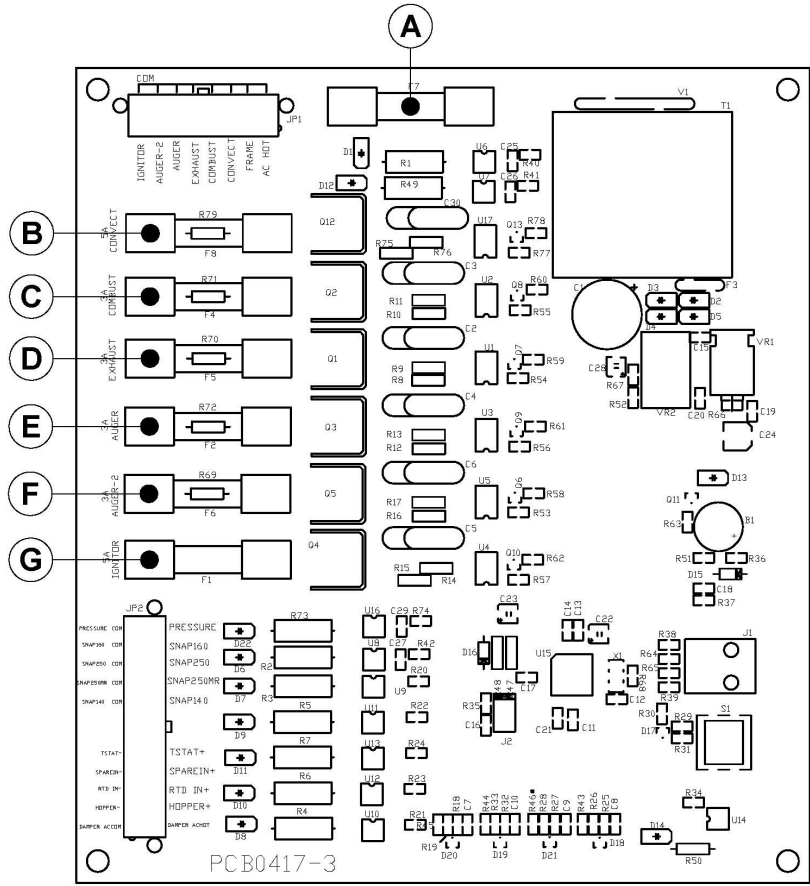 A
COM
F7
JP1
V1
T1
IGNITOR
AUGER-2
AUGER
EXHAUST
COMBUST
CONVECT
FRAME
AC HOT
D1
R1
U6
C25
R40
D12
R49
U7
C26
R41
B
5A
CONVECT
R79
F8
Q12
C30
R75
R76
U17
Q13
R78
R77
C
3A
COMBUST
R71
F4
Q2
C3
R11
R10
U2
Q8
R60
R55
C1
D3
D2
F3
D4
D5
D
3A
EXHAUST
R70
F5
Q1
C2
R9
R8
U1
Q7
R59
R54
C28
R67
R52
VR2
C15
VR1
C20
R66
C19
C24
E
3A
AUGER
R72
F2
Q3
C4
R13
R12
U3
Q9
R61
R56
F
3A
AUGER-2
R69
F6
Q5
C6
R17
R16
U5
Q6
R58
R53
D13
Q11
R63
B1
G
5A
IGNITOR
F1
Q4
C5
R15
R14
U4
Q10
R62
R57
R51
R36
D15
C18
R37
JP2
PRESSURE COM
PRESSURE
D22
R73
U16
C29
R74
C23
C14
C13
C22
SNAP160 COM
SNAP160
D6
R2
U8
C27
R42
D16
U15
X1
R38
J1
SNAP250 COM
SNAP250
R64
SNAP250MR COM
SNAP250MR
D7
R3
U9
R20
C17
R68
R65
R39
SNAP140 COM
SNAP140
R5
R35
48
47
C12
D9
U11
R22
C16
J2
C21
C11
R30
R29
S1
D17
R31
TSTAT-
TSTAT+
D11
R7
U13
R24
SPAREIN-
SPAREIN+
RTD IN-
RTD IN+
D10
R6
U12
R23
HOPPER-
HOPPER+
R4
DAMPER ACCOM
DAMPER ACHOT
D8
U10
R21
R45
R18
C7
R44
R33
R32
C10
R46
R28
R27
C9
R43
R26
R25
C8
R34
U14
R19
D20
D19
D21
D18
D14
R50
PCB0417-3